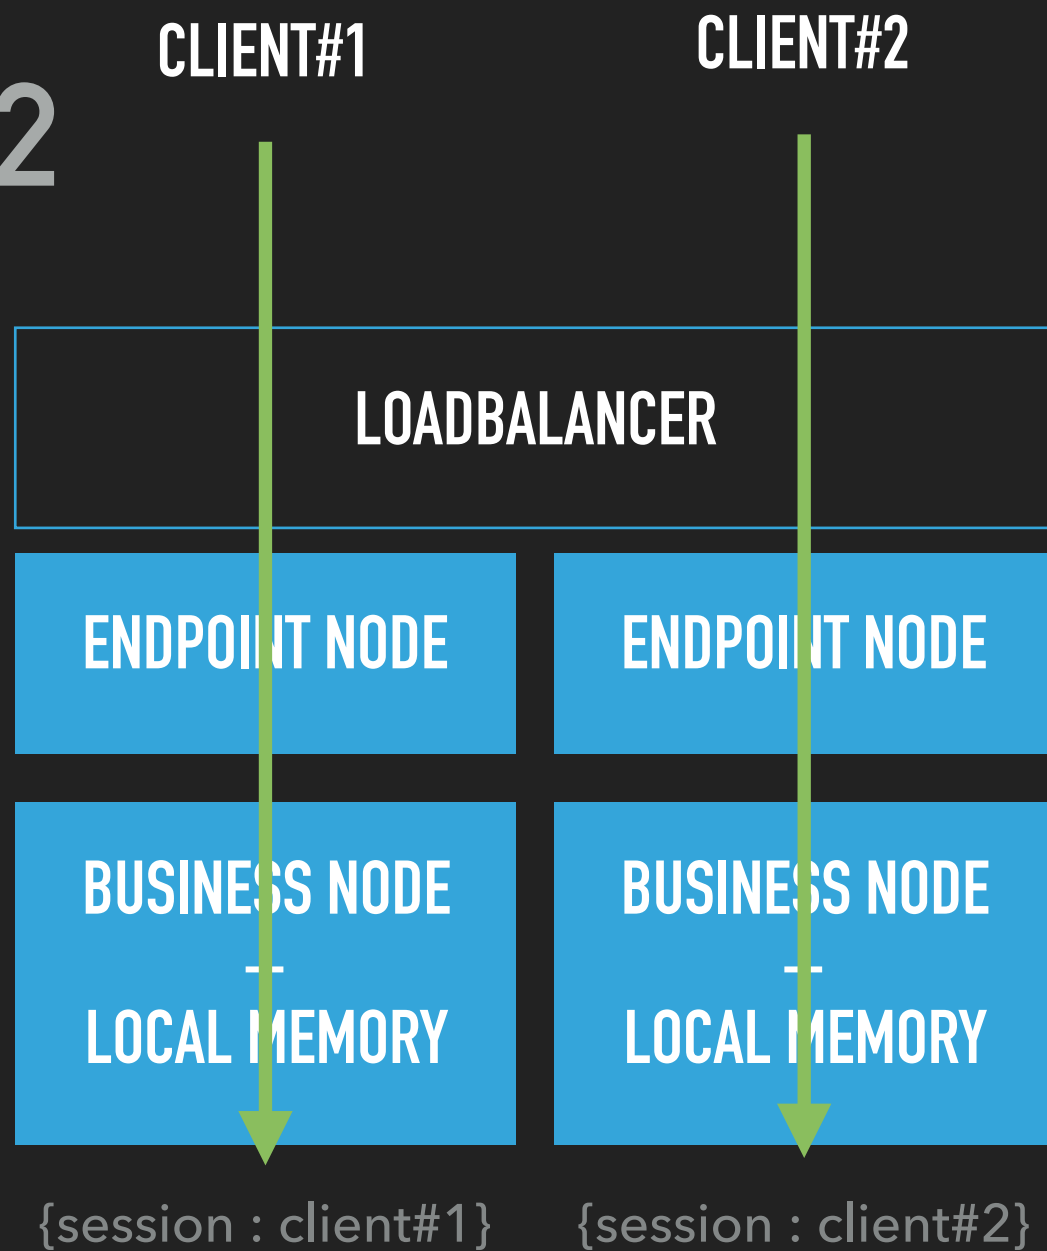 CLIENT#1
CLIENT#2
2
LOADBALANCER
ENDPOINT NODE
ENDPOINT NODE
BUSINESS NODE
+
LOCAL MEMORY
BUSINESS NODE
+
LOCAL MEMORY
{session : client#1}
{session : client#2}